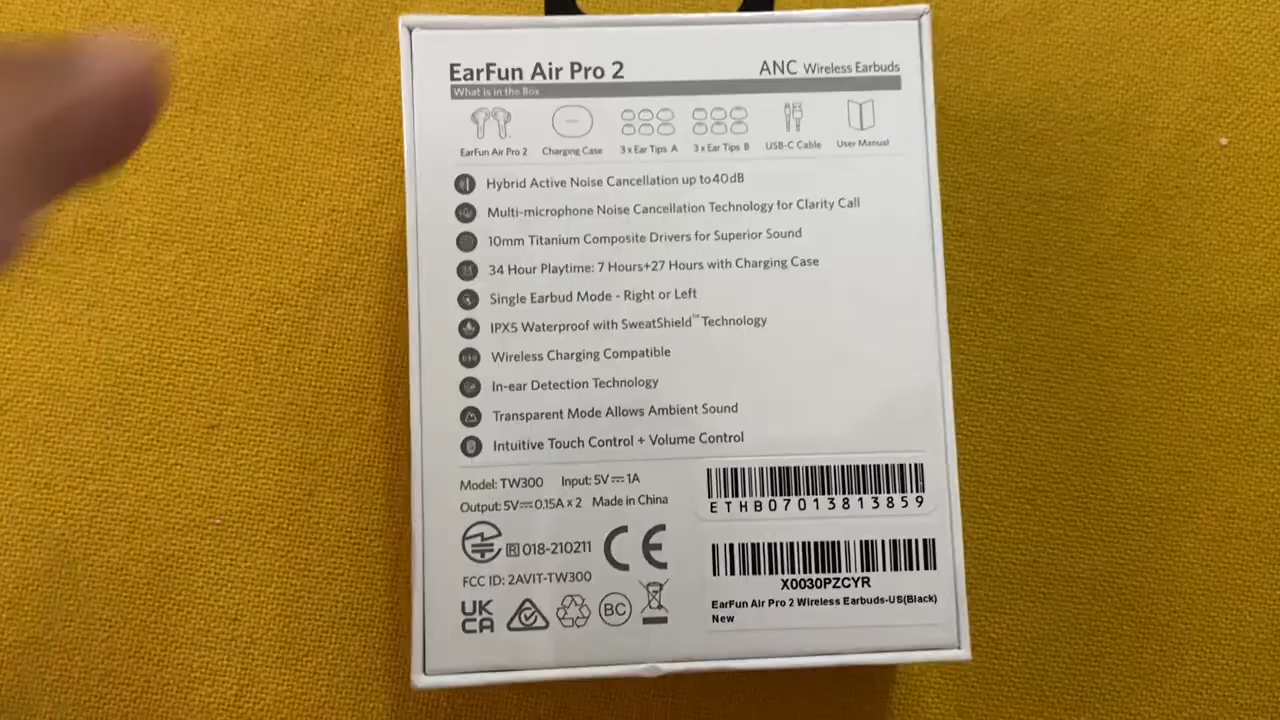 EarFun Air Pro 2
ANC Wireless Earbuds
What is in the Box
EarFun Air Pro 2
Charging Case
3 x Ear Tips A
3 x Ear Tips B
USB-C Cable
User Manual
Hybrid Active Noise Cancellation up to40dB
Multi-microphone Noise Cancellation Technology for Clarity Call
10mm Titanium Composite Drivers for Superior Sound
34 Hour Playtime: 7 Hours+27 Hours with Charging Case
Single Earbud Mode - Right or Left
IPX5 Waterproof with SweatShield™ Technology
Wireless Charging Compatible
In-ear Detection Technology
Transparent Mode Allows Ambient Sound
Intuitive Touch Control + Volume Control
Model: TW300 Input: 5V⎓1A
Output: 5V⎓0.15A x 2 Made in China
R 018-210211
CE
FCC ID: 2AVIT-TW300
UK
CA
BC
ETHB07013813859
X0030PZCYR
EarFun Air Pro 2 Wireless Earbuds-US(Black)
New